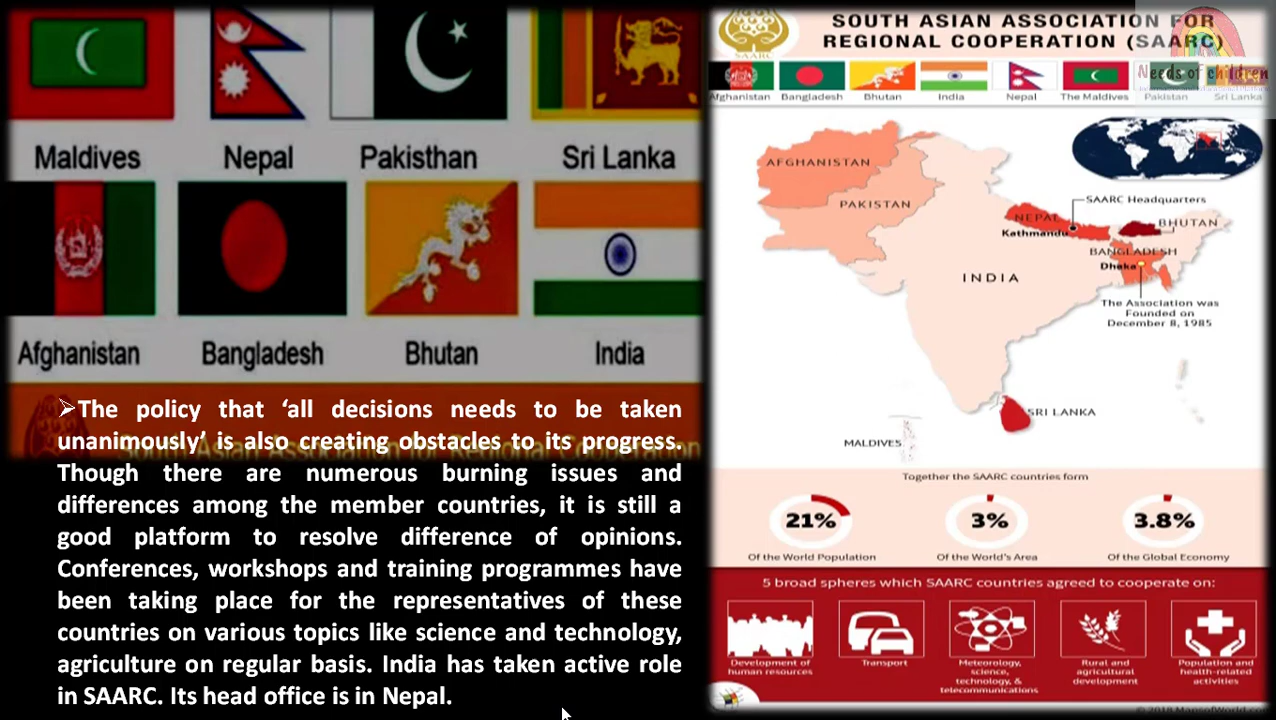 Maldives
Nepal
Pakisthan
Sri Lanka
Afghanistan
Bangladesh
Bhutan
India
➢The policy that ‘all decisions needs to be taken
unanimously’ is also creating obstacles to its progress.
Though there are numerous burning issues and
differences among the member countries, it is still a
good platform to resolve difference of opinions.
Conferences, workshops and training programmes have
been taking place for the representatives of these
countries on various topics like science and technology,
agriculture on regular basis. India has taken active role
in SAARC. Its head office is in Nepal.
SAARC
SOUTH ASIAN ASSOCIATION FOR
REGIONAL COOPERATION (SAARC)
Needs of children
Afghanistan
Bangladesh
Bhutan
India
Nepal
The Maldives
Pakistan
Sri Lanka
AFGHANISTAN
PAKISTAN
SAARC Headquarters
NEPAL
Kathmandu
BHUTAN
BANGLADESH
Dhaka
INDIA
The Association was
Founded on
December 8, 1985
SRI LANKA
MALDIVES
Together the SAARC countries form
21%
Of the World Population
3%
Of the World's Area
3.8%
Of the Global Economy
5 broad spheres which SAARC countries agreed to cooperate on:
Development of
human resources
Transport
Meteorology,
science,
technology, &
telecommunications
Rural and
agricultural
development
Population and
health-related
activities
© 2018 MapsofWorld.com